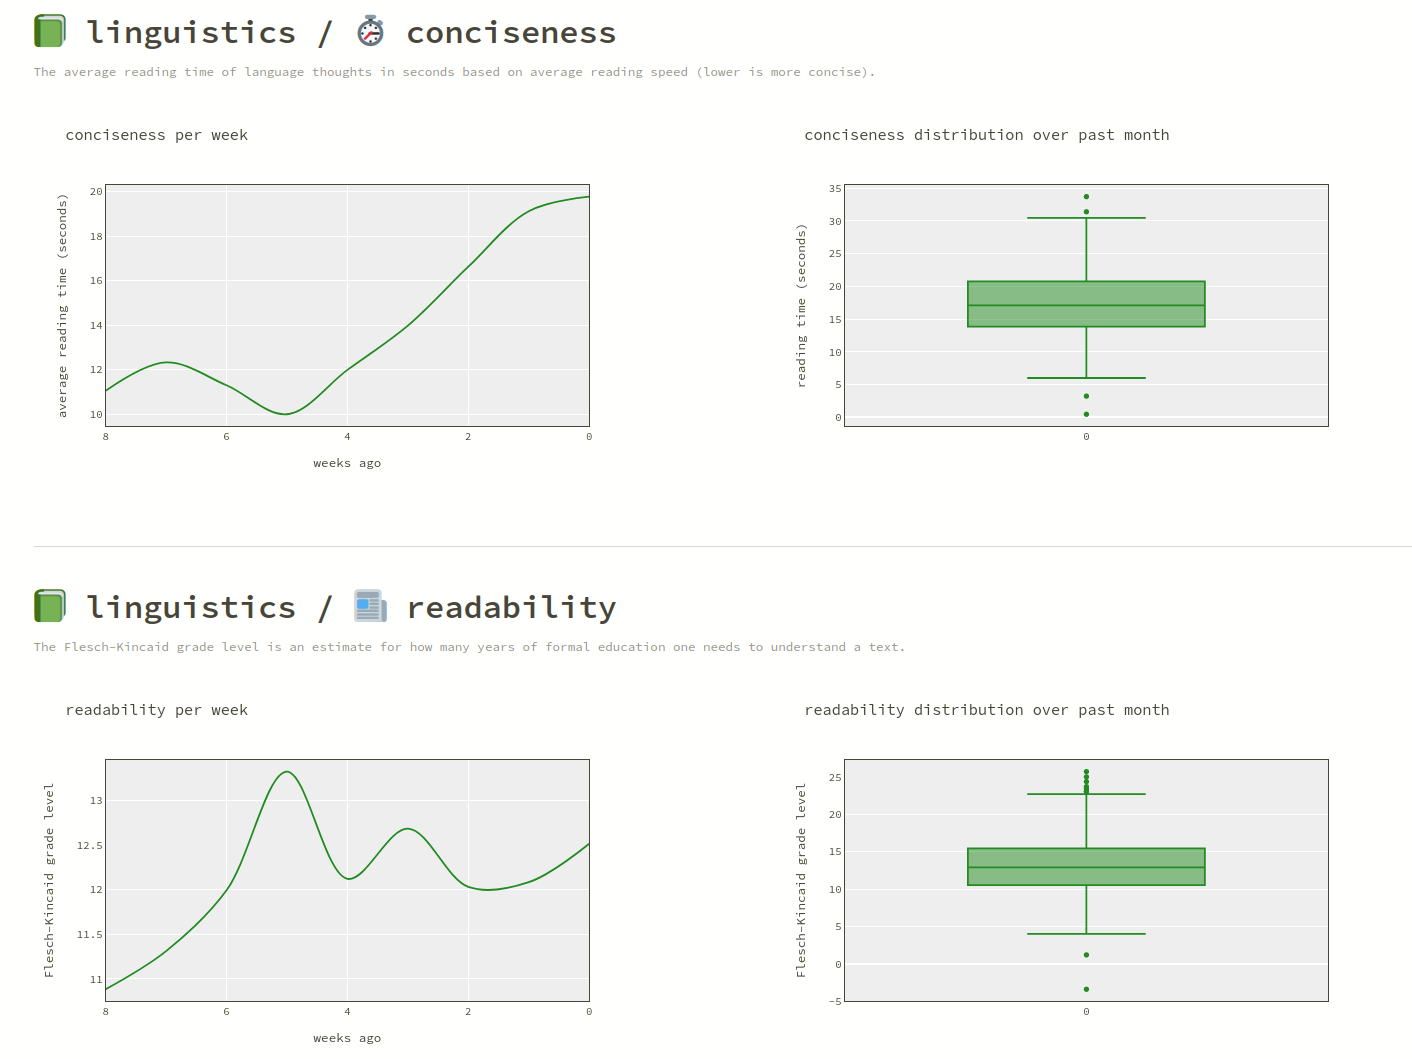 linguistics / conciseness
The average reading time of language thoughts in seconds based on average reading speed (lower is more concise).
conciseness per week
average reading time (seconds)
20
18
16
14
12
10
8 6 4 2 0
weeks ago
conciseness distribution over past month
reading time (seconds)
35
30
25
20
15
10
5
0
0
linguistics / readability
The Flesch-Kincaid grade level is an estimate for how many years of formal education one needs to understand a text.
readability per week
Flesch-Kincaid grade level
13
12.5
12
11.5
11
8 6 4 2 0
weeks ago
readability distribution over past month
Flesch-Kincaid grade level
25
20
15
10
5
0
−5
0